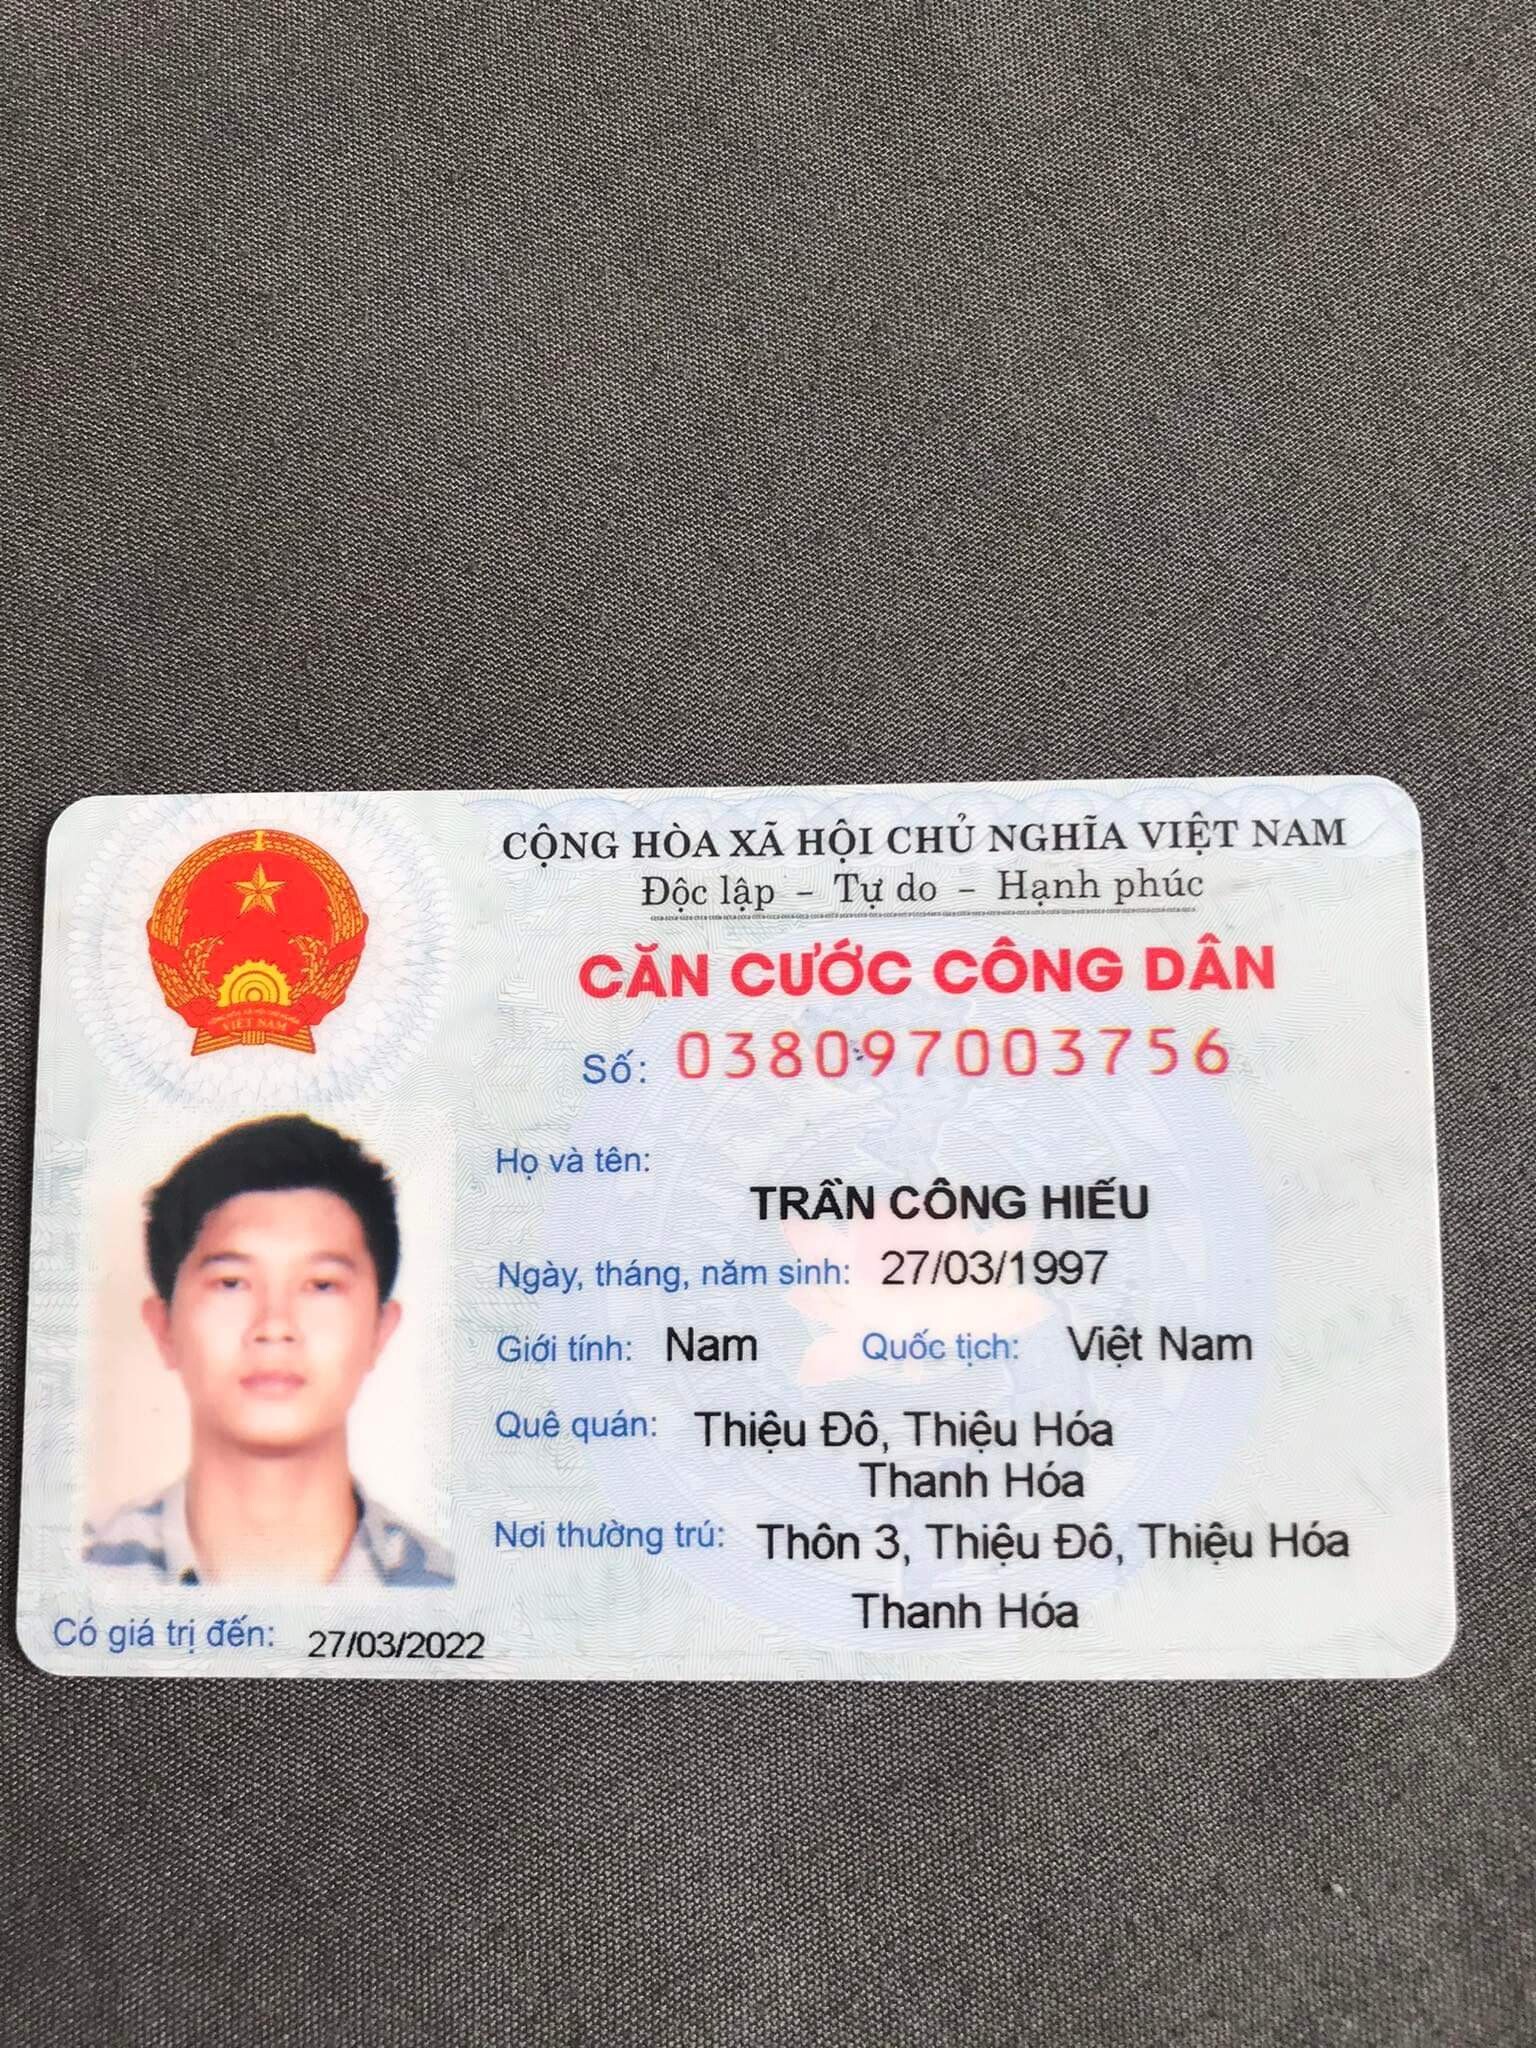 CỘNG HÒA XÃ HỘI CHỦ NGHĨA VIỆT NAM
Độc lập - Tự do - Hạnh phúc
CĂN CƯỚC CÔNG DÂN
Số: 038097003756
Họ và tên:
TRẦN CÔNG HIẾU
Ngày, tháng, năm sinh: 27/03/1997
Giới tính: Nam Quốc tịch: Việt Nam
Quê quán: Thiệu Đô, Thiệu Hóa
Thanh Hóa
Nơi thường trú: Thôn 3, Thiệu Đô, Thiệu Hóa
Thanh Hóa
Có giá trị đến: 27/03/2022
VIỆT NAM